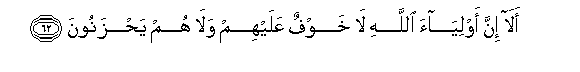 أَلَآ إِنَّ أَوْلِيَآءَ ٱللَّهِ لَا خَوْفٌ عَلَيْهِمْ وَلَا هُمْ يَحْزَنُونَ ﴿٦٢﴾